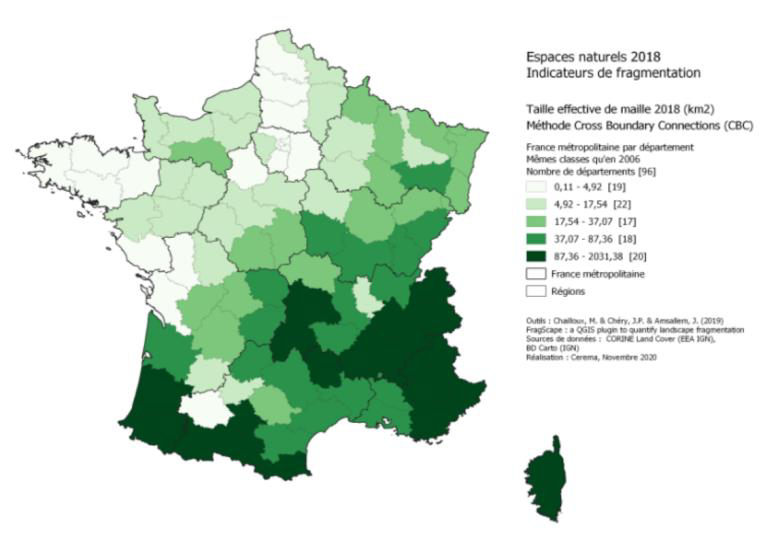 Espaces naturels 2018
Indicateurs de fragmentation
Taille effective de maille 2018 (km2)
Méthode Cross Boundary Connections (CBC)
France métropolitaine par département
Mêmes classes qu'en 2006
Nombre de départements [96]
0,11 - 4,92 [19]
4,92 - 17,54 [22]
17,54 - 37,07 [17]
37,07 - 87,36 [18]
87,36 - 2031,38 [20]
France métropolitaine
Régions
Outils : Chailloux, M. & Chéry, J.P. & Amsallem, J. (2019)
FragScape : a QGIS plugin to quantify landscape fragmentation
Sources de données : CORINE Land Cover (EEA IGN),
BD Carto (IGN)
Réalisation : Cerema, Novembre 2020